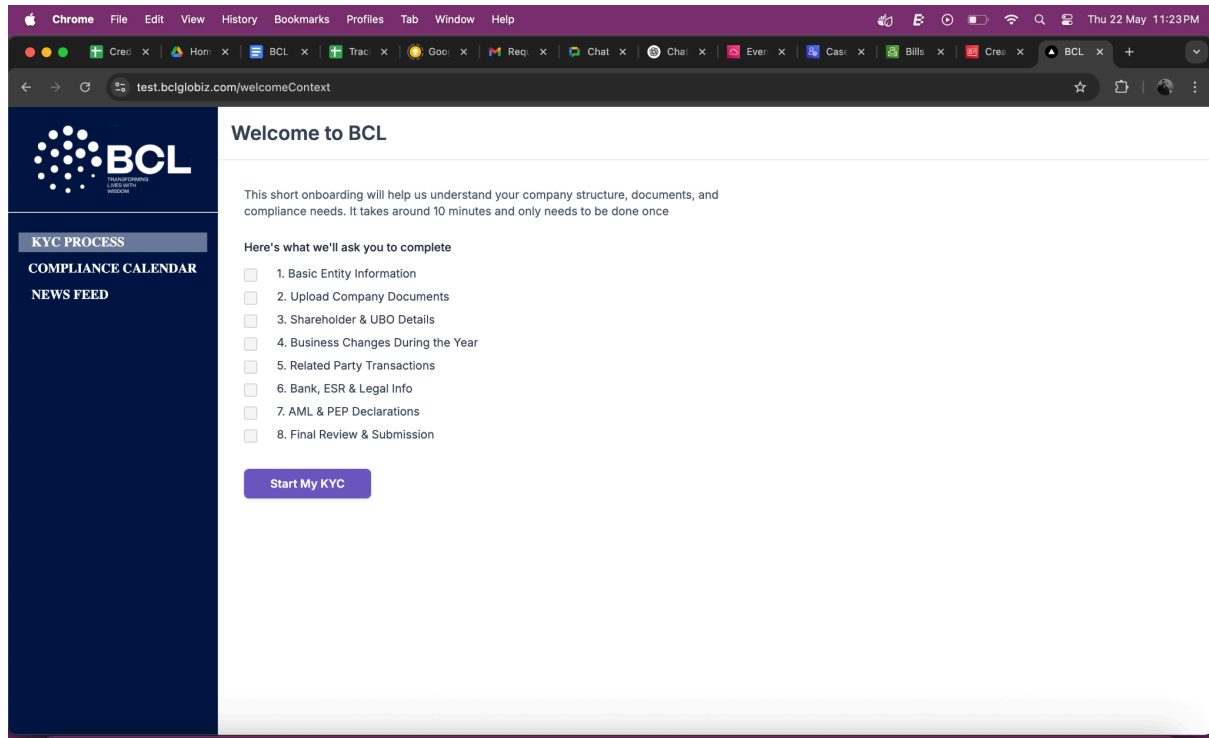 Chrome File Edit View History Bookmarks Profiles Tab Window Help Thu 22 May 11:23 PM
Cred Hom BCL Trac Goo Requ Chat Chat Even Case Bills Crea BCL
test.bclglobiz.com/welcomeContext
BCL
TRANSFORMING
LIVES WITH
WISDOM
KYC PROCESS
COMPLIANCE CALENDAR
NEWS FEED
Welcome to BCL
This short onboarding will help us understand your company structure, documents, and
compliance needs. It takes around 10 minutes and only needs to be done once
Here's what we'll ask you to complete
1. Basic Entity Information
2. Upload Company Documents
3. Shareholder & UBO Details
4. Business Changes During the Year
5. Related Party Transactions
6. Bank, ESR & Legal Info
7. AML & PEP Declarations
8. Final Review & Submission
Start My KYC